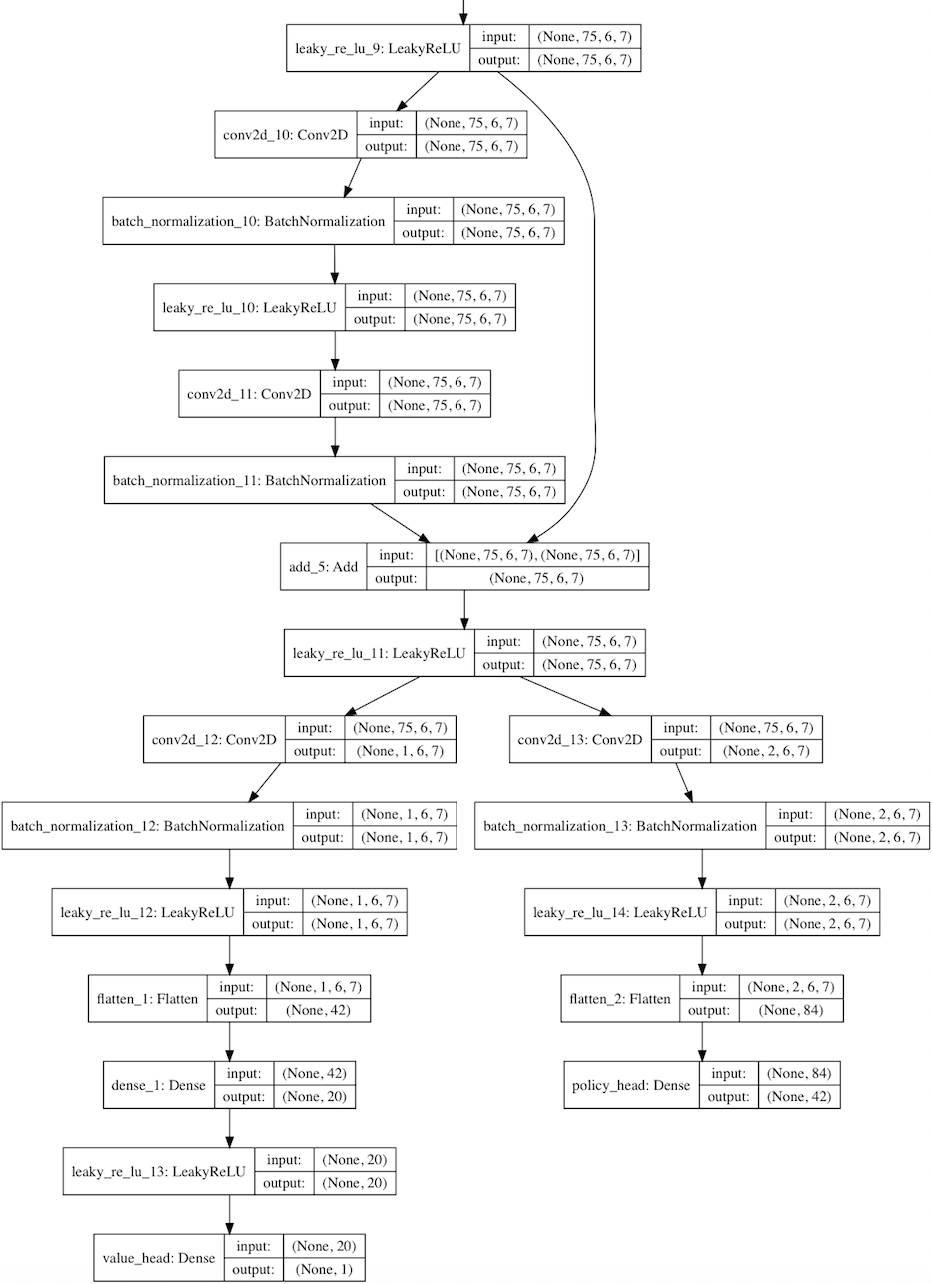 leaky_re_lu_9: LeakyReLU
input: (None, 75, 6, 7)
output: (None, 75, 6, 7)
conv2d_10: Conv2D
input: (None, 75, 6, 7)
output: (None, 75, 6, 7)
batch_normalization_10: BatchNormalization
input: (None, 75, 6, 7)
output: (None, 75, 6, 7)
leaky_re_lu_10: LeakyReLU
input: (None, 75, 6, 7)
output: (None, 75, 6, 7)
conv2d_11: Conv2D
input: (None, 75, 6, 7)
output: (None, 75, 6, 7)
batch_normalization_11: BatchNormalization
input: (None, 75, 6, 7)
output: (None, 75, 6, 7)
add_5: Add
input: [(None, 75, 6, 7), (None, 75, 6, 7)]
output: (None, 75, 6, 7)
leaky_re_lu_11: LeakyReLU
input: (None, 75, 6, 7)
output: (None, 75, 6, 7)
conv2d_12: Conv2D
input: (None, 75, 6, 7)
output: (None, 1, 6, 7)
conv2d_13: Conv2D
input: (None, 75, 6, 7)
output: (None, 2, 6, 7)
batch_normalization_12: BatchNormalization
input: (None, 1, 6, 7)
output: (None, 1, 6, 7)
batch_normalization_13: BatchNormalization
input: (None, 2, 6, 7)
output: (None, 2, 6, 7)
leaky_re_lu_12: LeakyReLU
input: (None, 1, 6, 7)
output: (None, 1, 6, 7)
leaky_re_lu_14: LeakyReLU
input: (None, 2, 6, 7)
output: (None, 2, 6, 7)
flatten_1: Flatten
input: (None, 1, 6, 7)
output: (None, 42)
flatten_2: Flatten
input: (None, 2, 6, 7)
output: (None, 84)
dense_1: Dense
input: (None, 42)
output: (None, 20)
policy_head: Dense
input: (None, 84)
output: (None, 42)
leaky_re_lu_13: LeakyReLU
input: (None, 20)
output: (None, 20)
value_head: Dense
input: (None, 20)
output: (None, 1)